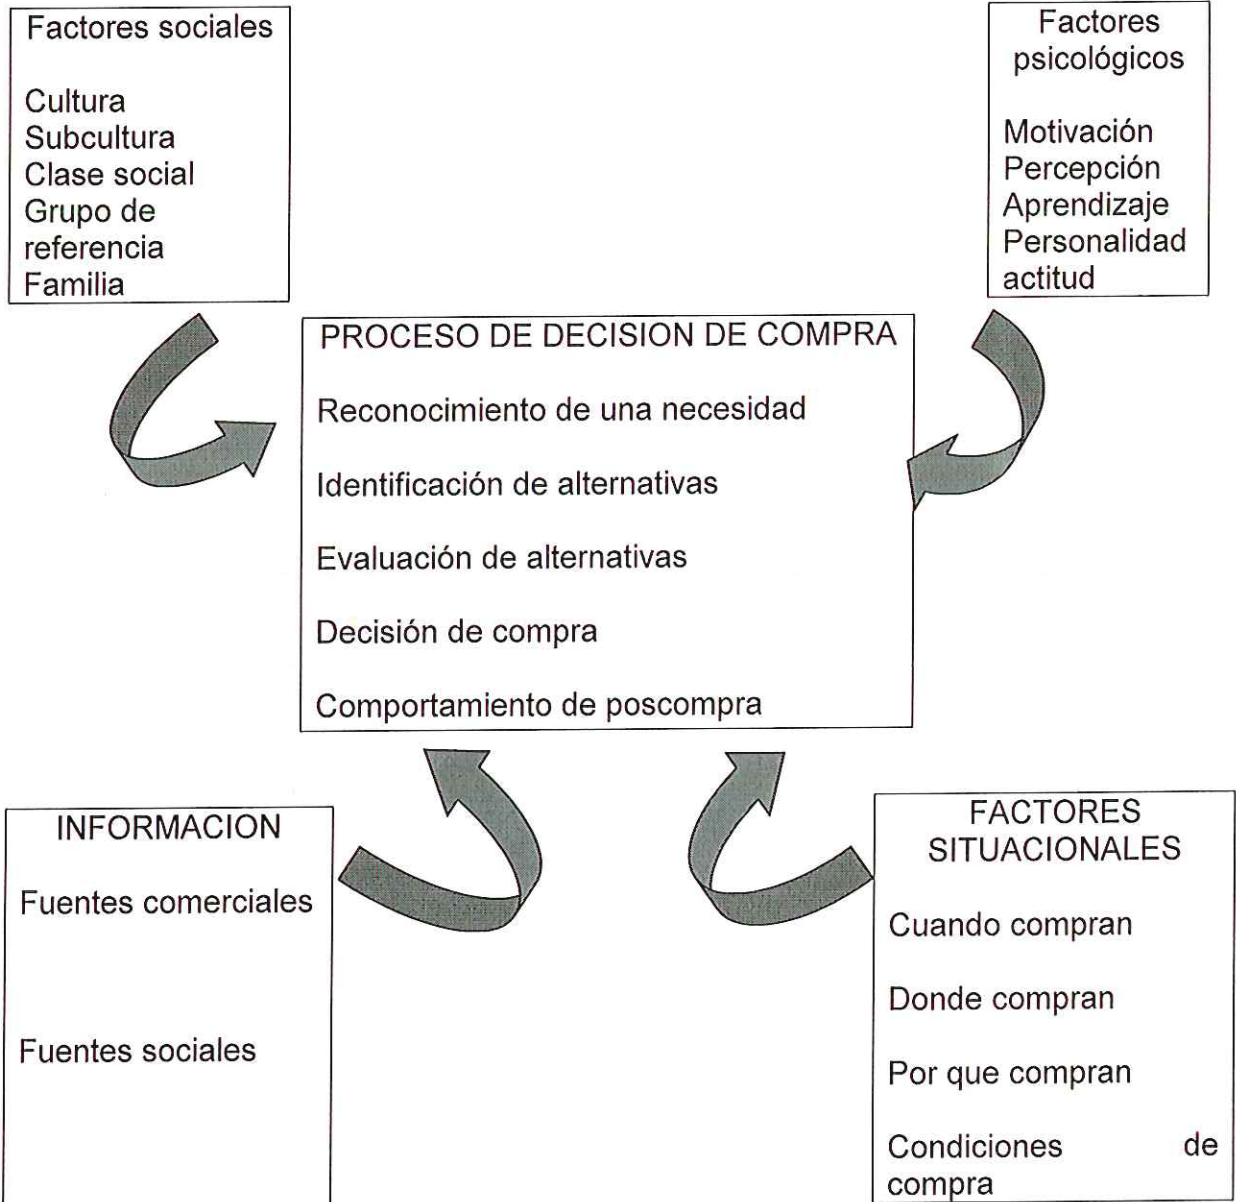 Factores sociales
Cultura
Subcultura
Clase social
Grupo de
referencia
Familia
Factores
psicológicos
Motivación
Percepción
Aprendizaje
Personalidad
actitud
PROCESO DE DECISION DE COMPRA
Reconocimiento de una necesidad
Identificación de alternativas
Evaluación de alternativas
Decisión de compra
Comportamiento de poscompra
INFORMACION
Fuentes comerciales
Fuentes sociales
FACTORES
SITUACIONALES
Cuando compran
Donde compran
Por que compran
Condiciones de
compra